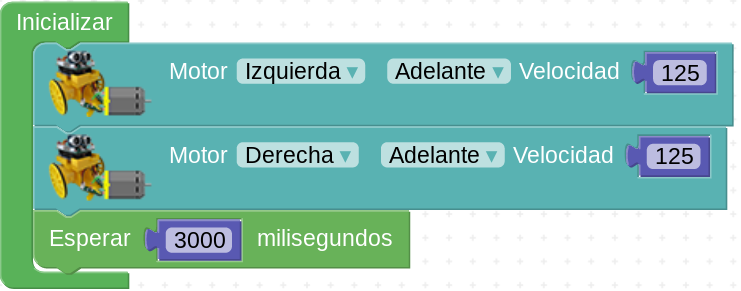 Inicializar
Motor Izquierda Adelante Velocidad 125
Motor Derecha Adelante Velocidad 125
Esperar 3000 milisegundos